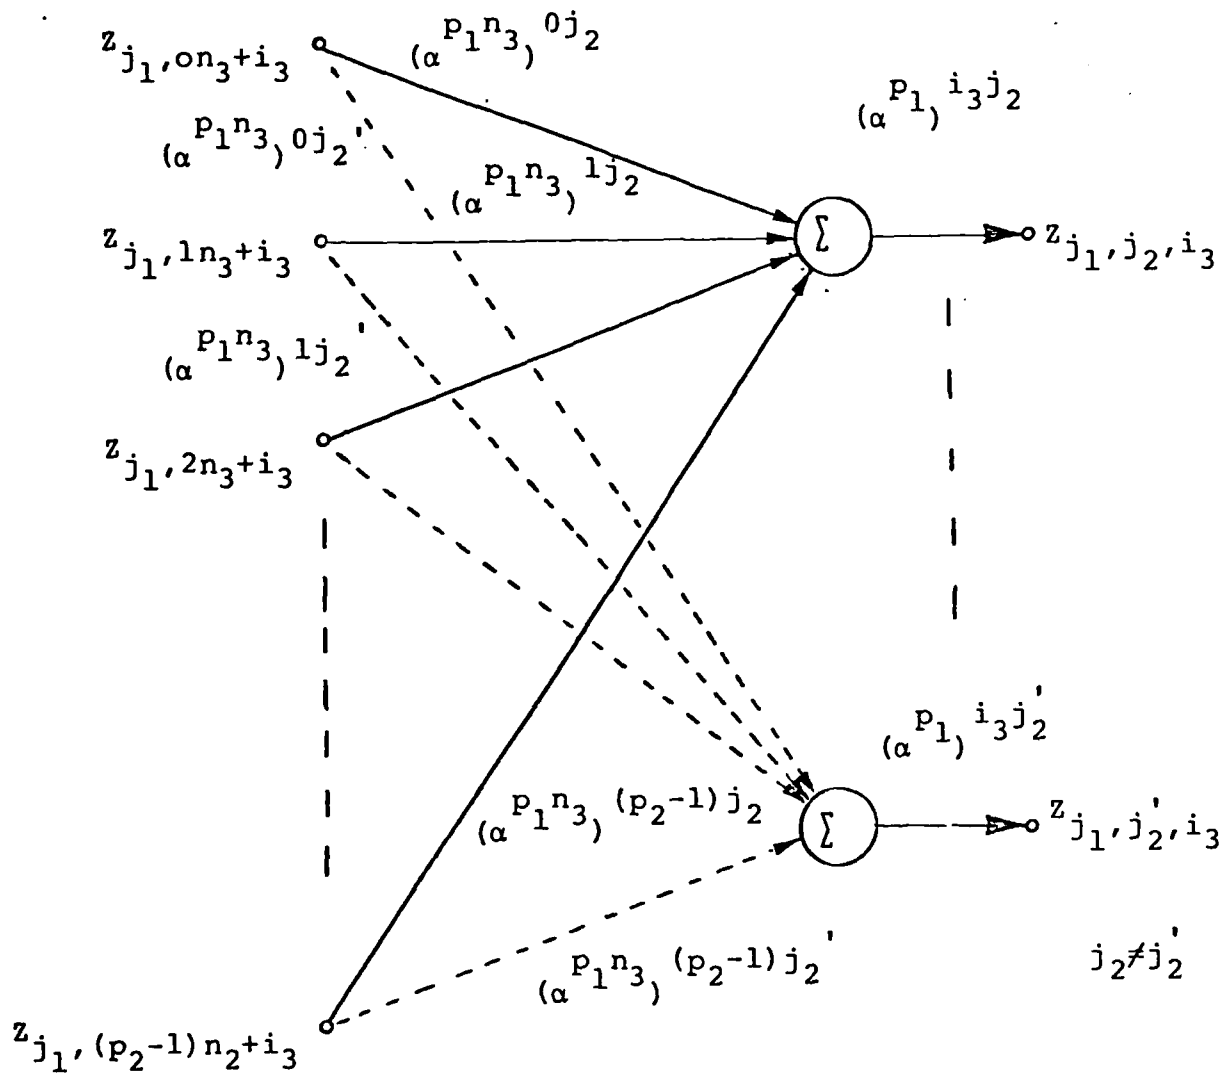 z_{j_1,on_3+i_3}
(α^{p_1n_3})^{0j_2}
(α^{p_1})^{i_3j_2}
(α^{p_1n_3})^{0j_2'}
(α^{p_1n_3})^{1j_2}
z_{j_1,1n_3+i_3}
Σ
z_{j_1,j_2,i_3}
(α^{p_1n_3})^{1j_2'}
z_{j_1,2n_3+i_3}
(α^{p_1})^{i_3j_2'}
(α^{p_1n_3})^{(p_2-1)j_2}
Σ
z_{j_1,j_2',i_3}
(α^{p_1n_3})^{(p_2-1)j_2'}
j_2≠j_2'
z_{j_1,(p_2-1)n_2+i_3}